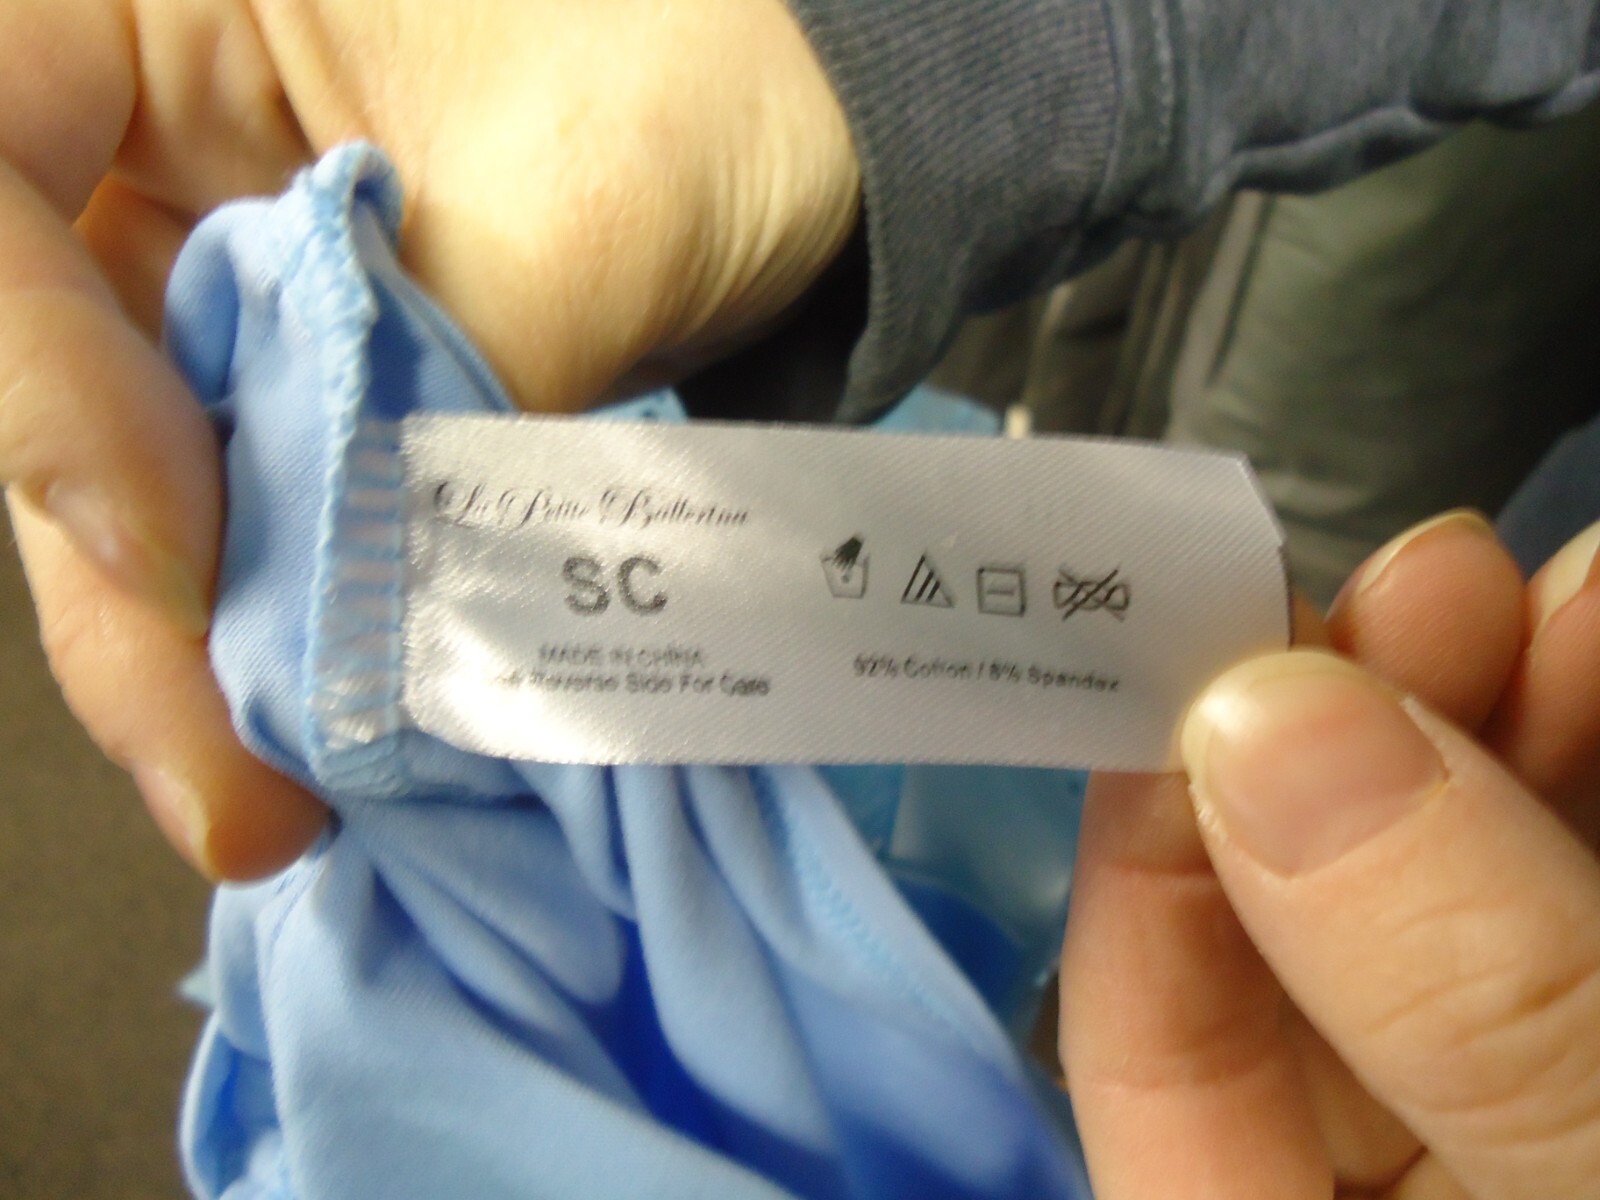 La Petite Ballerina
SC
MADE IN CHINA
Reverse Side For Care
92% Cotton / 8% Spandex